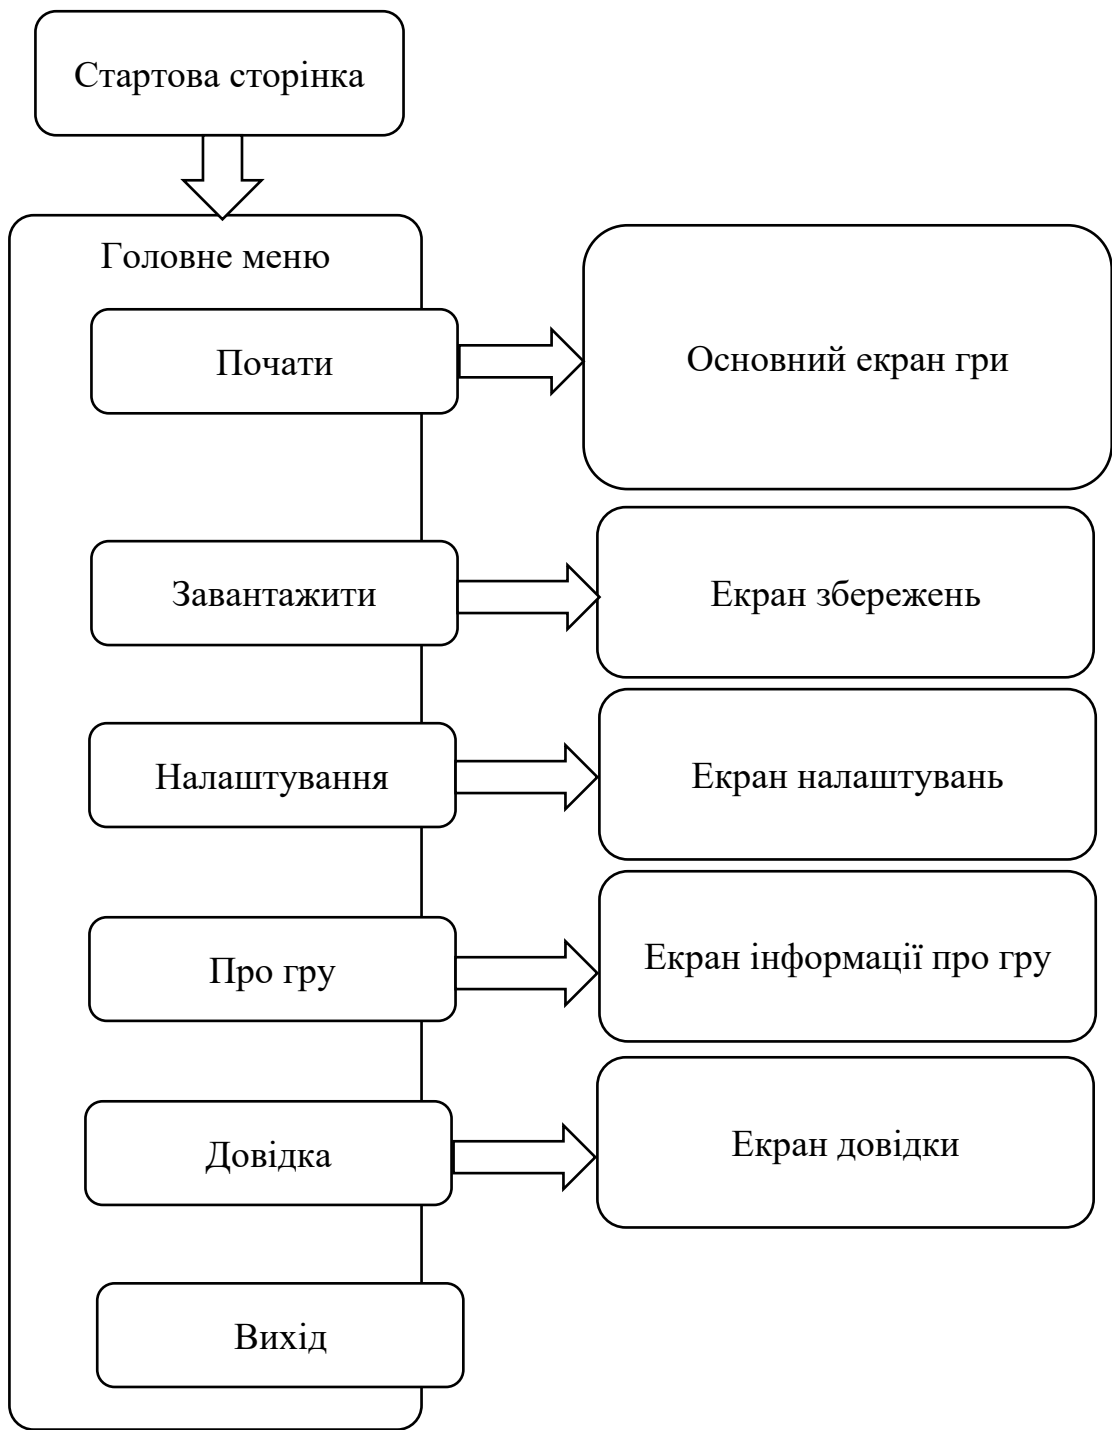 Стартова сторінка
Головне меню
Почати
Основний екран гри
Завантажити
Екран збережень
Налаштування
Екран налаштувань
Про гру
Екран інформації про гру
Довідка
Екран довідки
Вихід